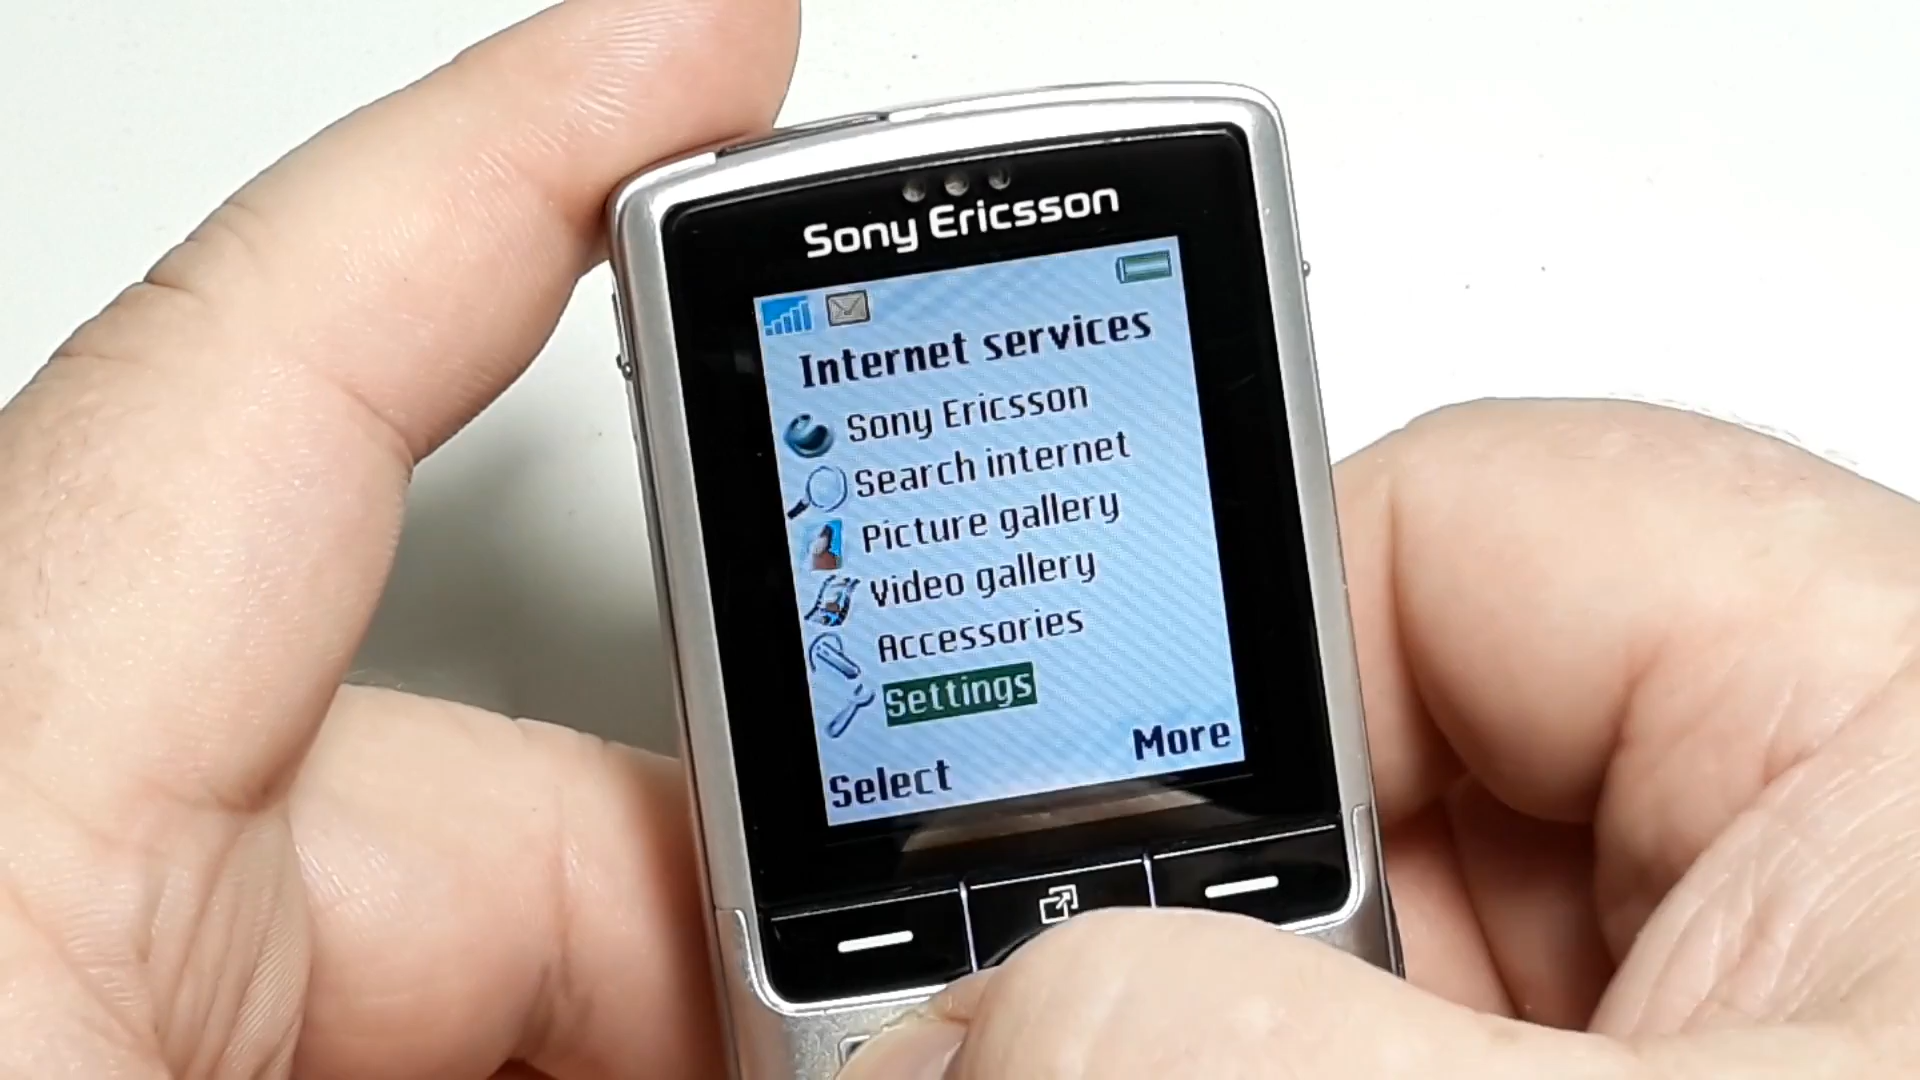 Sony Ericsson
Internet services
Sony Ericsson
Search internet
Picture gallery
Video gallery
Accessories
Settings
Select
More